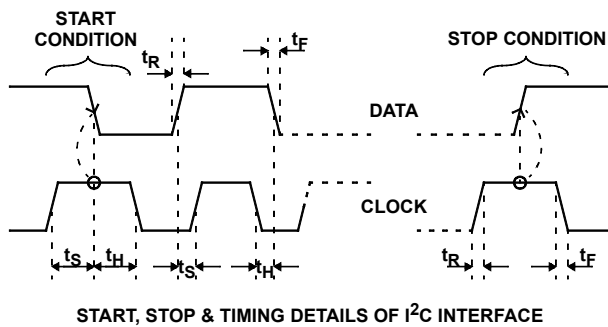 START
CONDITION
tR
tF
STOP CONDITION
DATA
CLOCK
tS
tH
tS
tH
tR
tF
START, STOP & TIMING DETAILS OF I2C INTERFACE